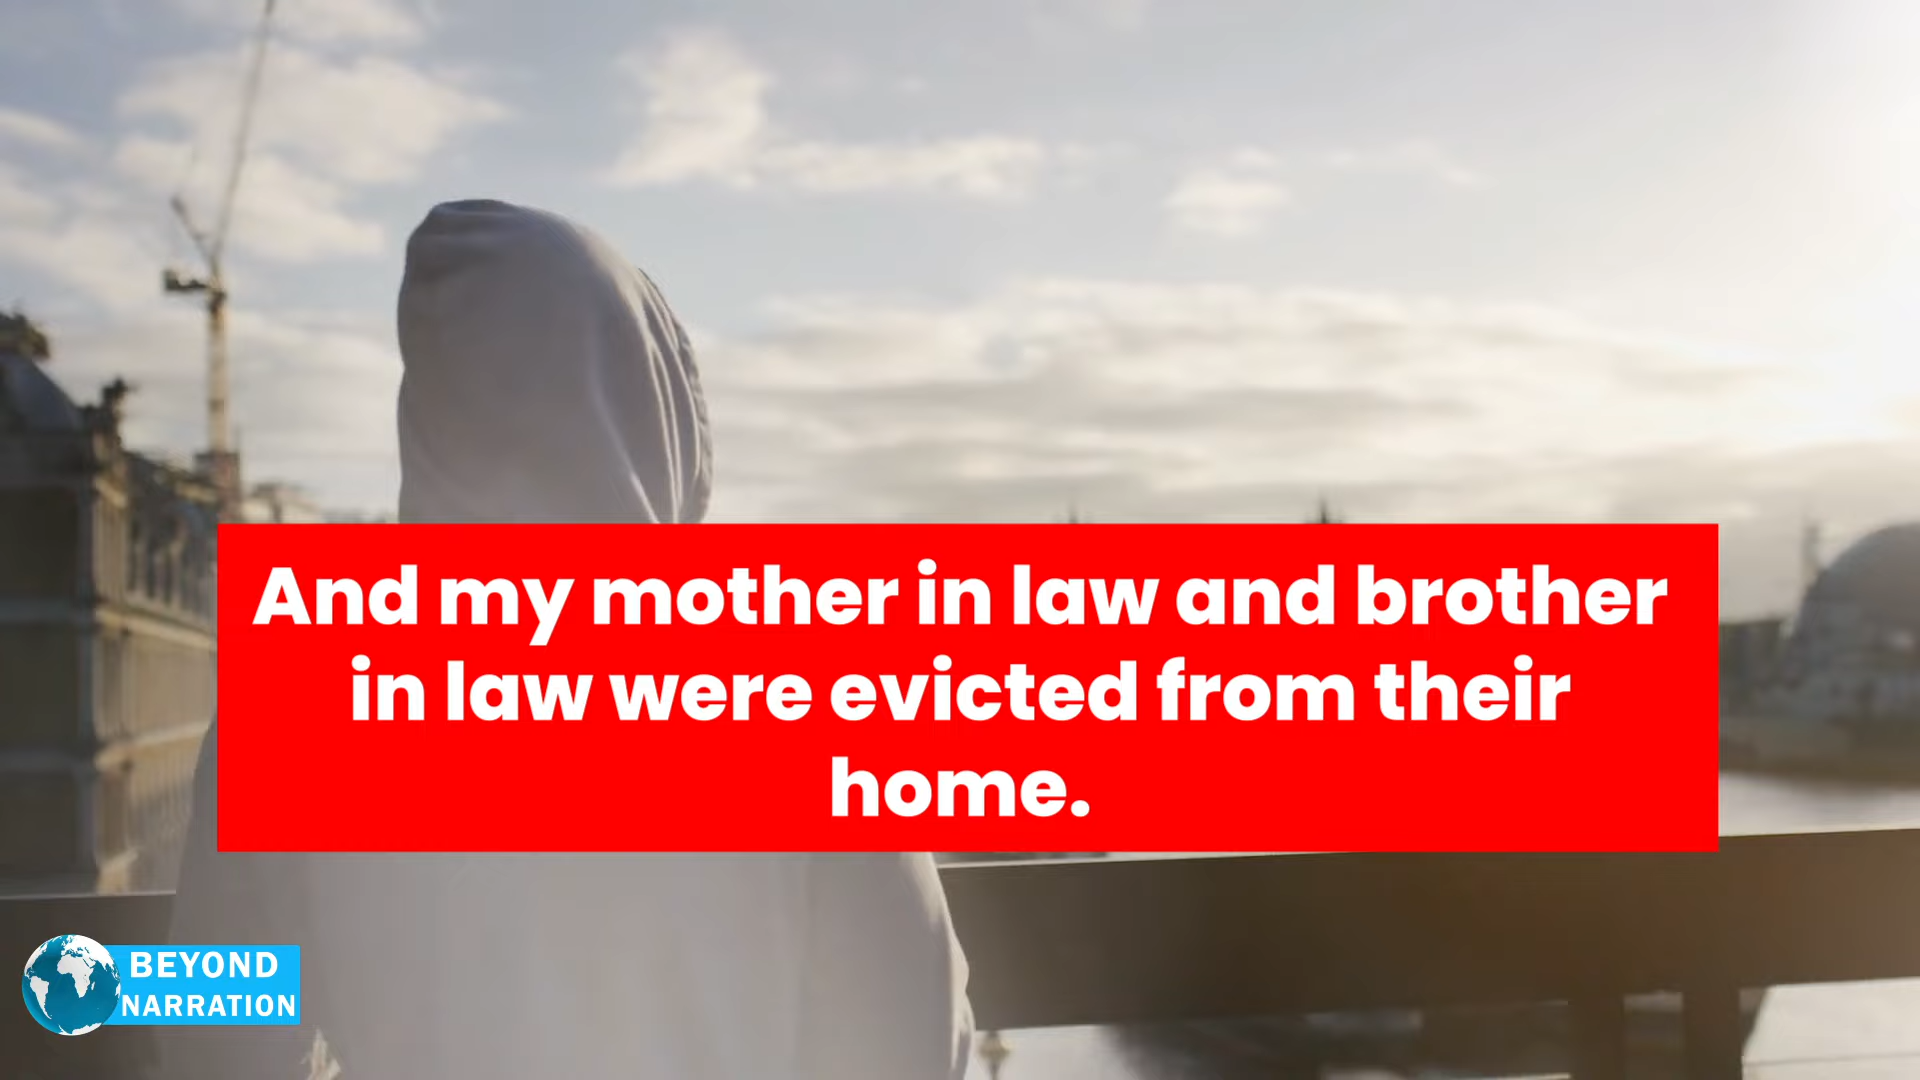 And my mother in law and brother
in law were evicted from their
home.
BEYOND
NARRATION